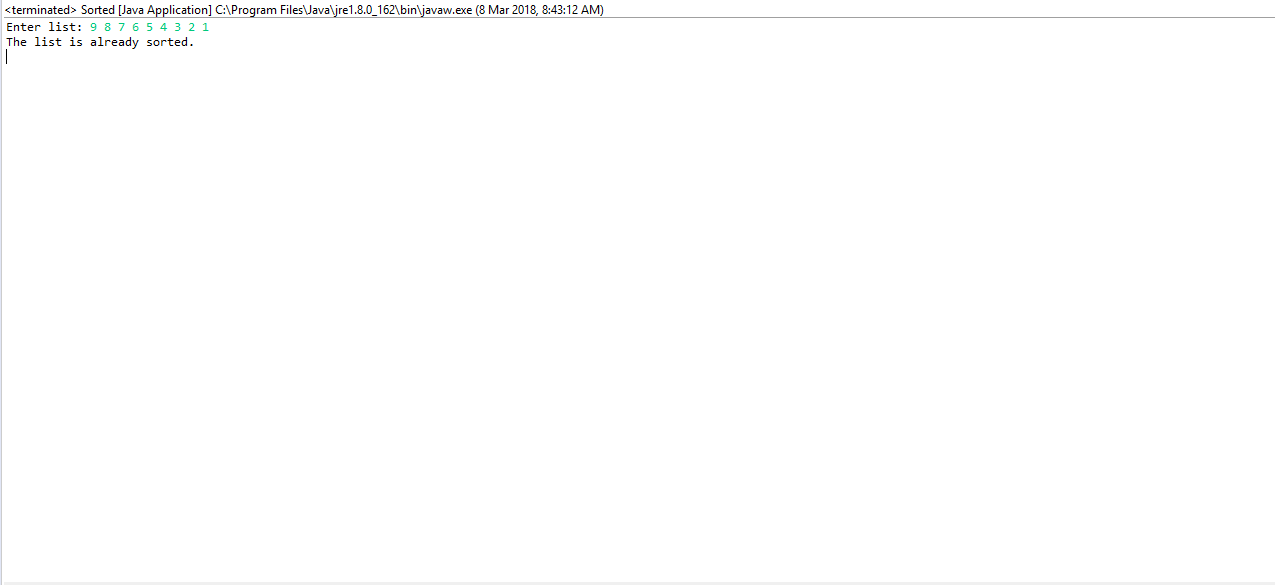 <terminated> Sorted [Java Application] C:\Program Files\Java\jre1.8.0_162\bin\javaw.exe (8 Mar 2018, 8:43:12 AM)
Enter list: 9 8 7 6 5 4 3 2 1
The list is already sorted.